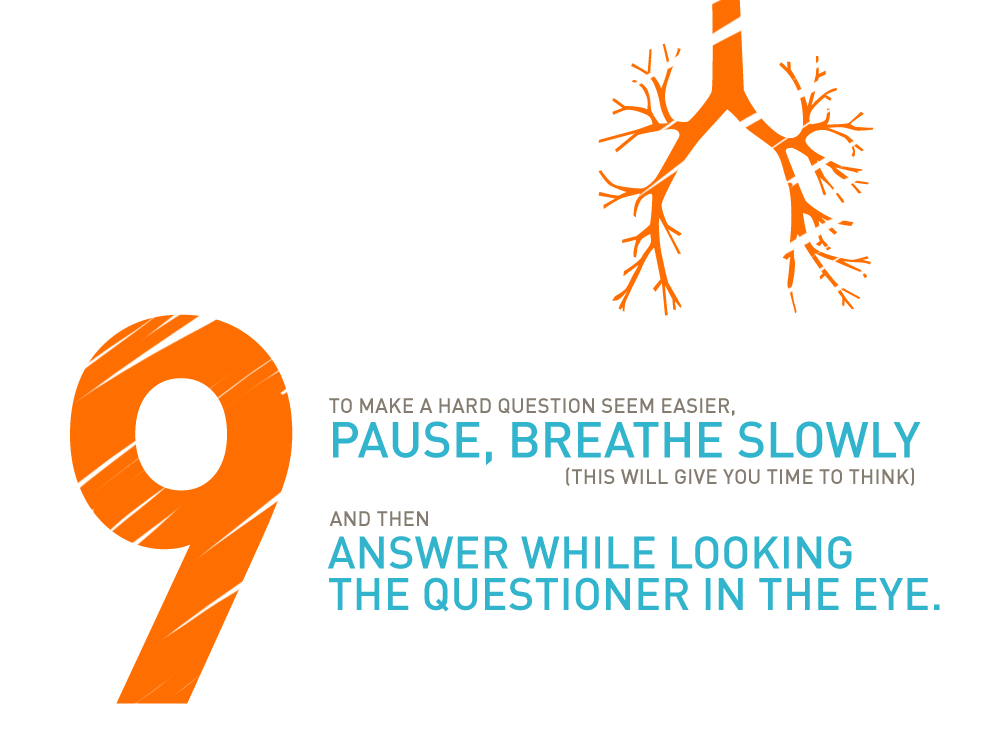 9
TO MAKE A HARD QUESTION SEEM EASIER,
PAUSE, BREATHE SLOWLY
(THIS WILL GIVE YOU TIME TO THINK)
AND THEN
ANSWER WHILE LOOKING
THE QUESTIONER IN THE EYE.